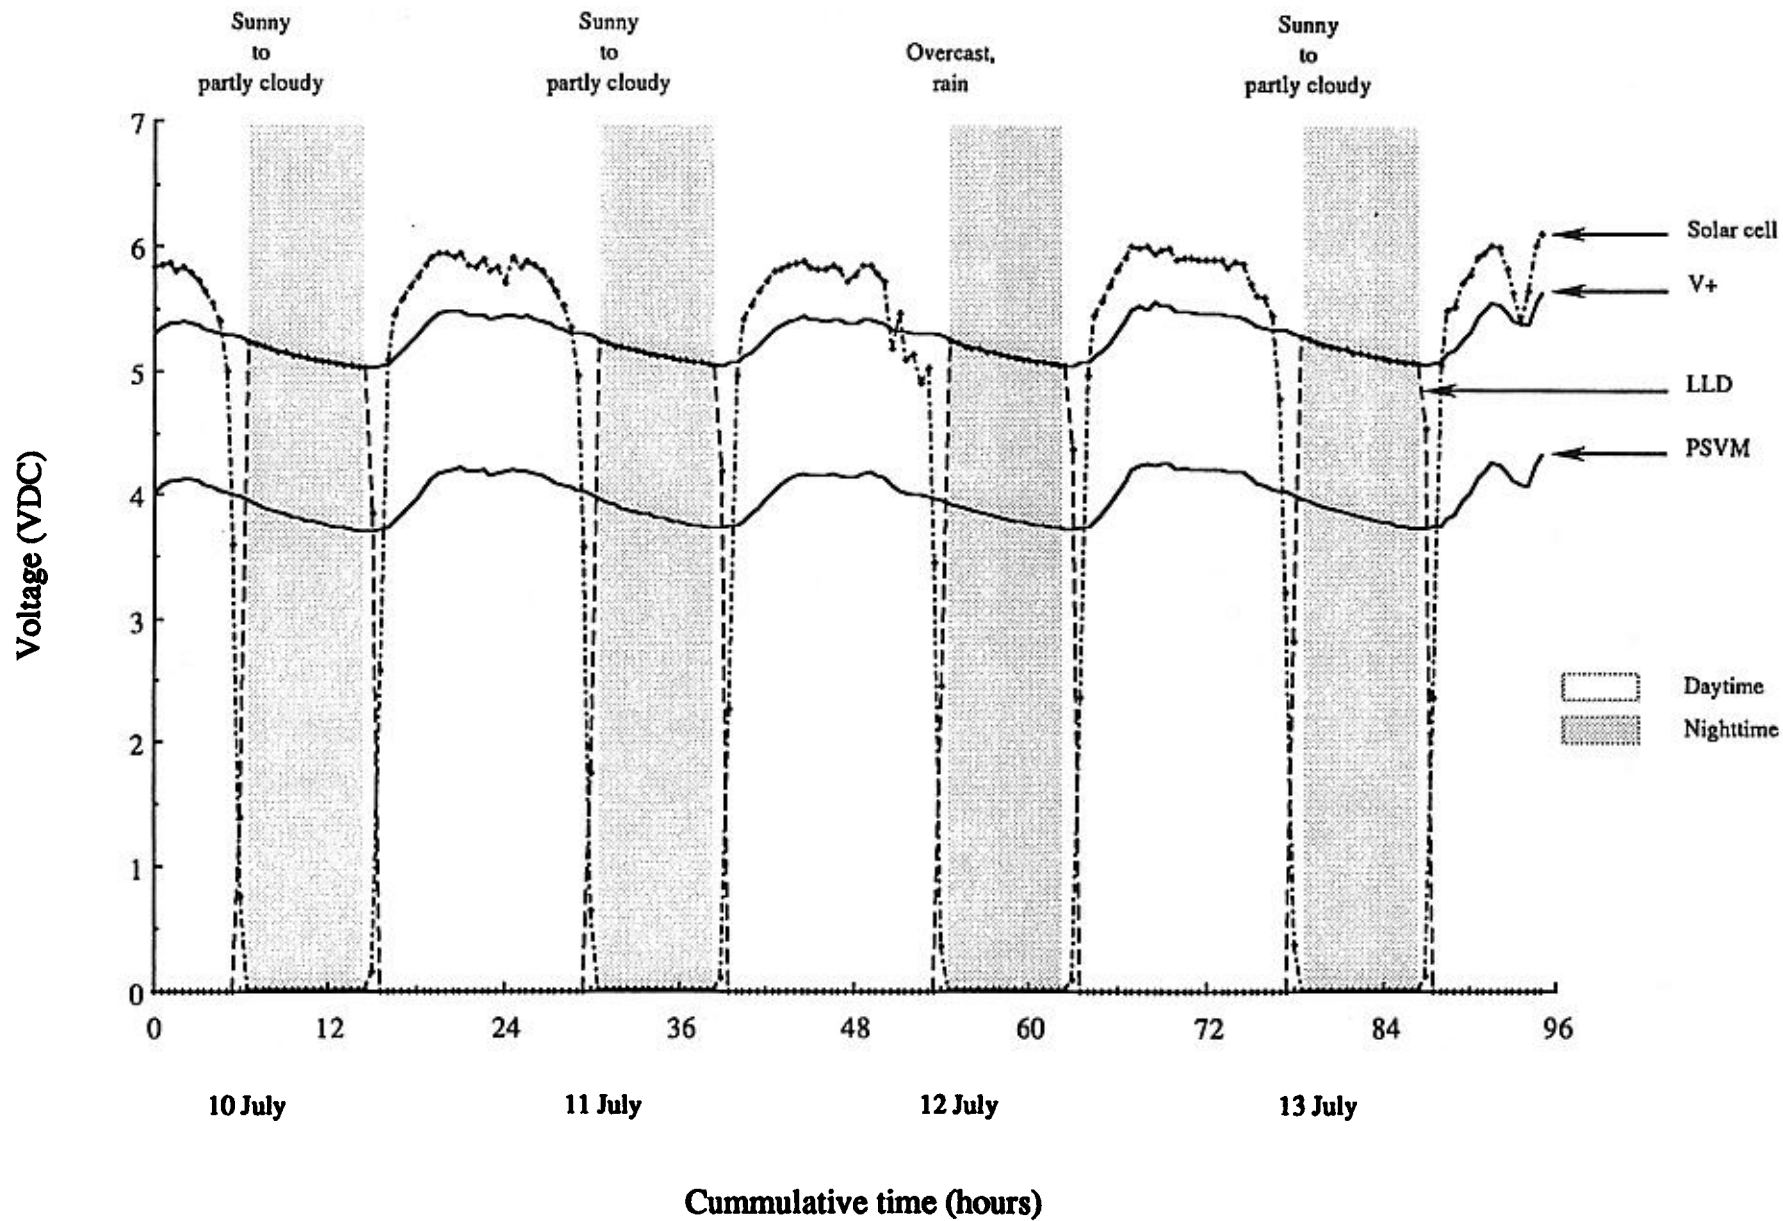 Sunny
to
partly cloudy
Sunny
to
partly cloudy
Overcast,
rain
Sunny
to
partly cloudy
7
6
5
4
3
2
1
0
Voltage (VDC)
Solar cell
V+
LLD
PSVM
Daytime
Nighttime
0 12 24 36 48 60 72 84 96
10 July 11 July 12 July 13 July
Cummulative time (hours)